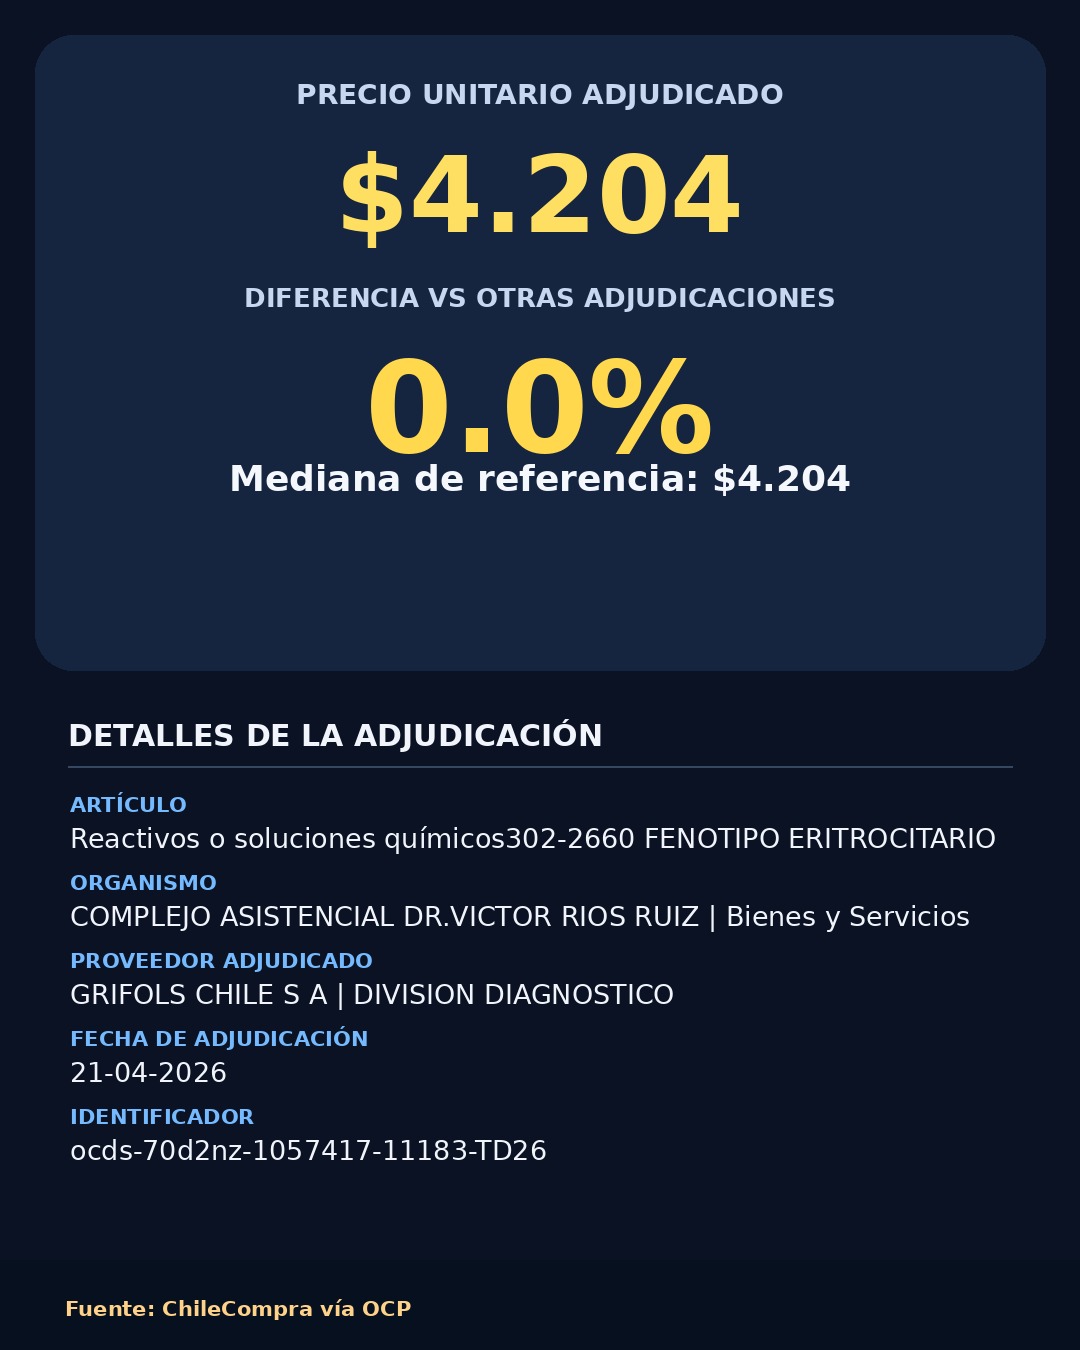 PRECIO UNITARIO ADJUDICADO
$4.204
DIFERENCIA VS OTRAS ADJUDICACIONES
0.0%
Mediana de referencia: $4.204
DETALLES DE LA ADJUDICACIÓN
ARTÍCULO
Reactivos o soluciones químicos302-2660 FENOTIPO ERITROCITARIO
ORGANISMO
COMPLEJO ASISTENCIAL DR.VICTOR RIOS RUIZ | Bienes y Servicios
PROVEEDOR ADJUDICADO
GRIFOLS CHILE S A | DIVISION DIAGNOSTICO
FECHA DE ADJUDICACIÓN
21-04-2026
IDENTIFICADOR
ocds-70d2nz-1057417-11183-TD26
Fuente: ChileCompra vía OCP